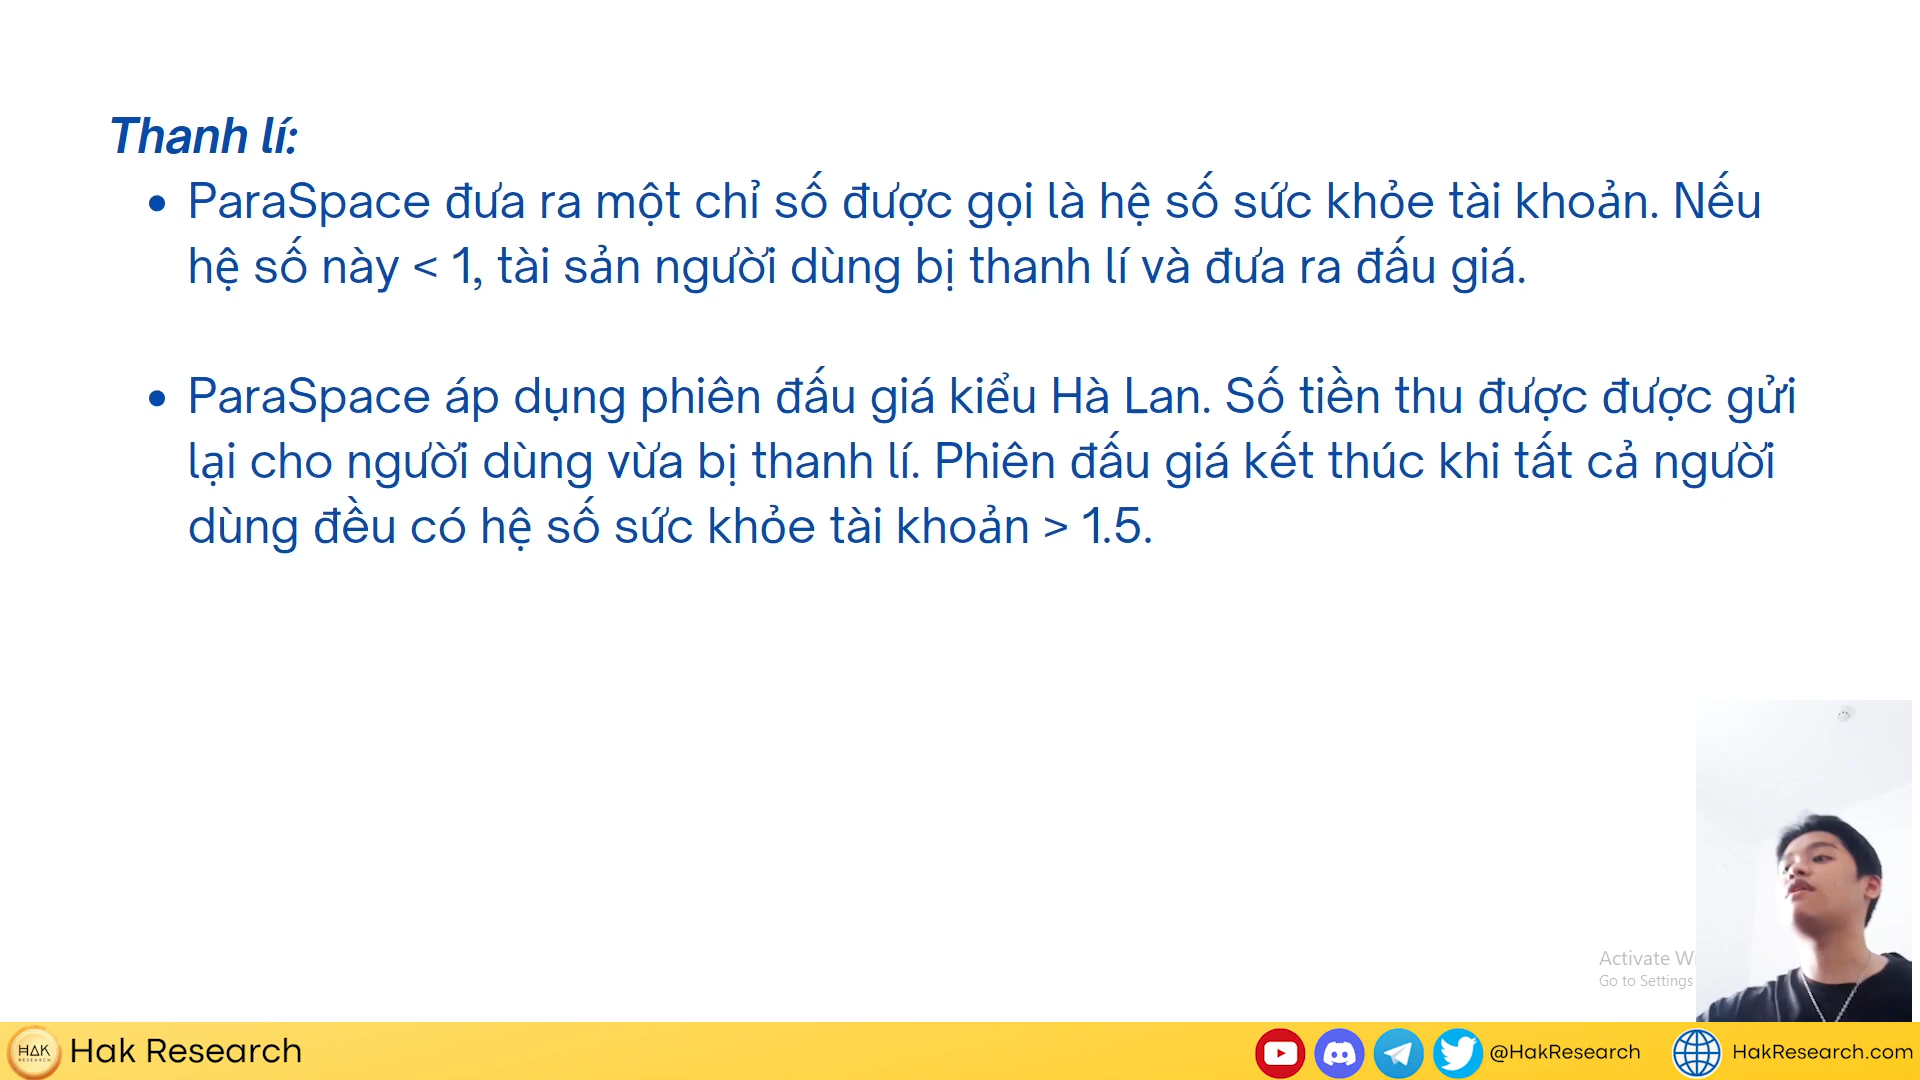 Thanh lí:
ParaSpace đưa ra một chỉ số được gọi là hệ số sức khỏe tài khoản. Nếu
hệ số này < 1, tài sản người dùng bị thanh lí và đưa ra đấu giá.
ParaSpace áp dụng phiên đấu giá kiểu Hà Lan. Số tiền thu được được gửi
lại cho người dùng vừa bị thanh lí. Phiên đấu giá kết thúc khi tất cả người
dùng đều có hệ số sức khỏe tài khoản > 1.5.
Activate W
Go to Settings
HAK
RESEARCH
Hak Research
@HakResearch
HakResearch.com